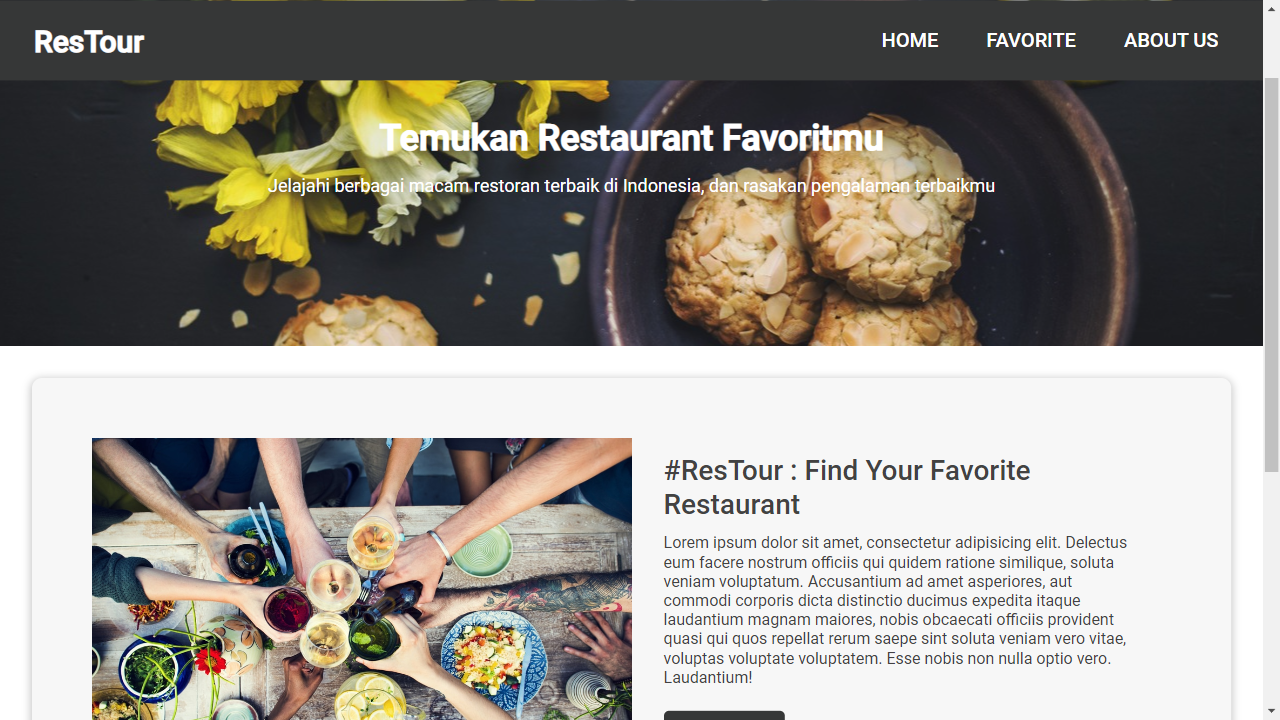 ResTour
HOME FAVORITE ABOUT US
Temukan Restaurant Favoritmu
Jelajahi berbagai macam restoran terbaik di Indonesia, dan rasakan pengalaman terbaikmu
#ResTour : Find Your Favorite
Restaurant
Lorem ipsum dolor sit amet, consectetur adipisicing elit. Delectus
eum facere nostrum officiis qui quidem ratione similique, soluta
veniam voluptatum. Accusantium ad amet asperiores, aut
commodi corporis dicta distinctio ducimus expedita itaque
laudantium magnam maiores, nobis obcaecati officiis provident
quasi qui quos repellat rerum saepe sint soluta veniam vero vitae,
voluptas voluptate voluptatem. Esse nobis non nulla optio vero.
Laudantium!